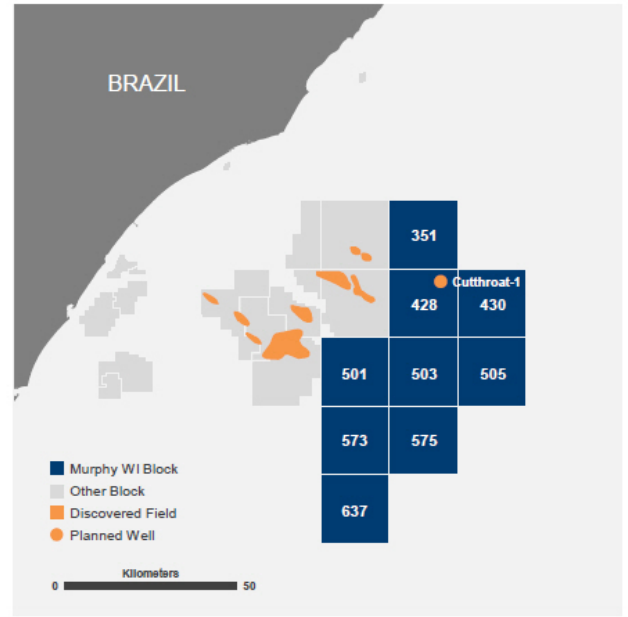 BRAZIL
351
Cutthroat-1
428
430
501
503
505
573
575
637
Murphy WI Block
Other Block
Discovered Field
Planned Well
Kilometers
0
50